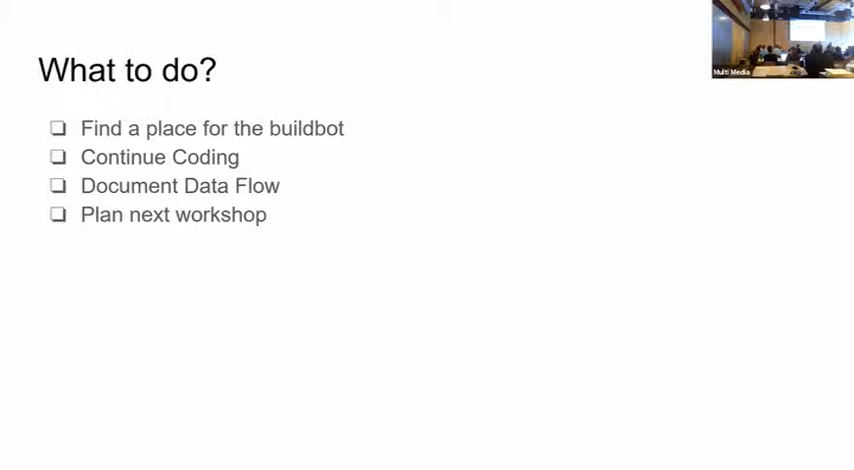 What to do?
Find a place for the buildbot
Continue Coding
Document Data Flow
Plan next workshop
Multi Media